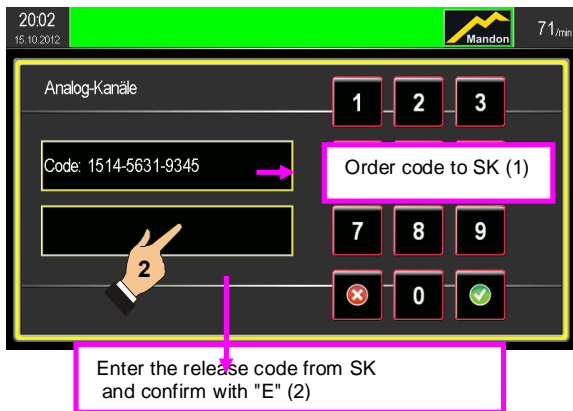 20:02
15.10.2012
Mandon
71/min
Analog-Kanäle
1 2 3
Code: 1514-5631-9345
Order code to SK (1)
7 8 9
2
0
Enter the release code from SK
and confirm with "E" (2)